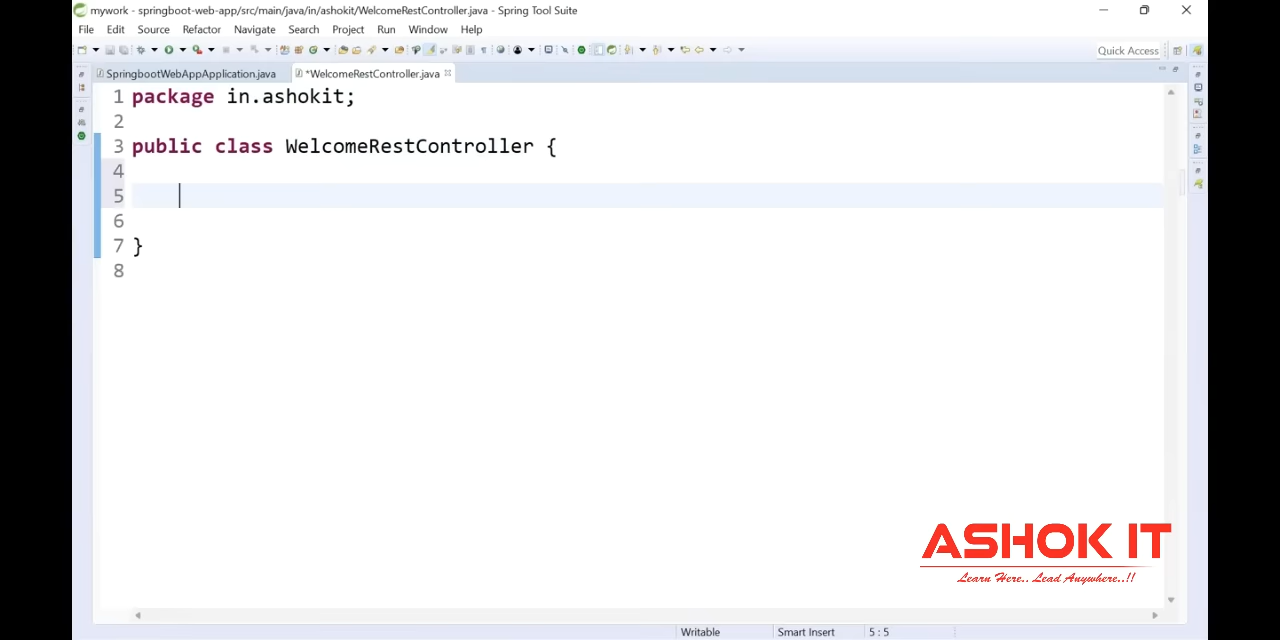 mywork - springboot-web-app/src/main/java/in/ashokit/WelcomeRestController.java - Spring Tool Suite
File Edit Source Refactor Navigate Search Project Run Window Help
Quick Access
SpringbootWebAppApplication.java *WelcomeRestController.java
1 package in.ashokit;
2
3 public class WelcomeRestController {
4
5
6
7 }
8
ASHOK IT
Learn Here.. Lead Anywhere..!!
Writable Smart Insert 5 : 5